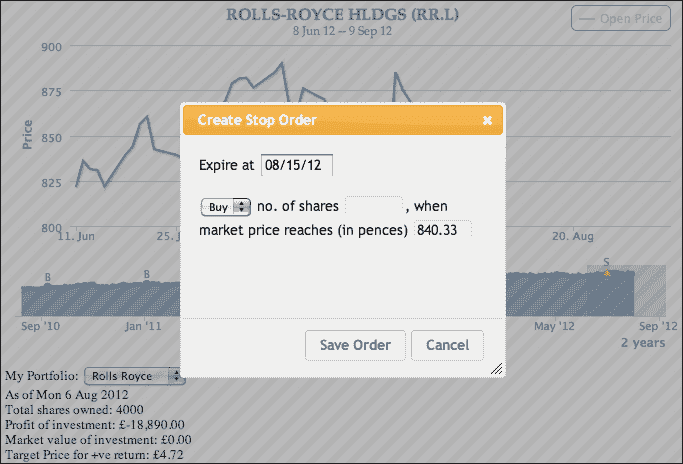 ROLLS-ROYCE HLDGS (RR.L)
8 Jun 12 -- 9 Sep 12
Open Price
900
875
850
825
800
Price
11. Jun
25. J
20. Aug
Create Stop Order
Expire at 08/15/12
Buy no. of shares , when
market price reaches (in pences) 840.33
Save Order Cancel
B
B
S
Sep '10
Jan '11
May '12
Sep '12
2 years
My Portfolio: Rolls Royce
As of Mon 6 Aug 2012
Total shares owned: 4000
Profit of investment: £-18,890.00
Market value of investment: £0.00
Target Price for +ve return: £4.72